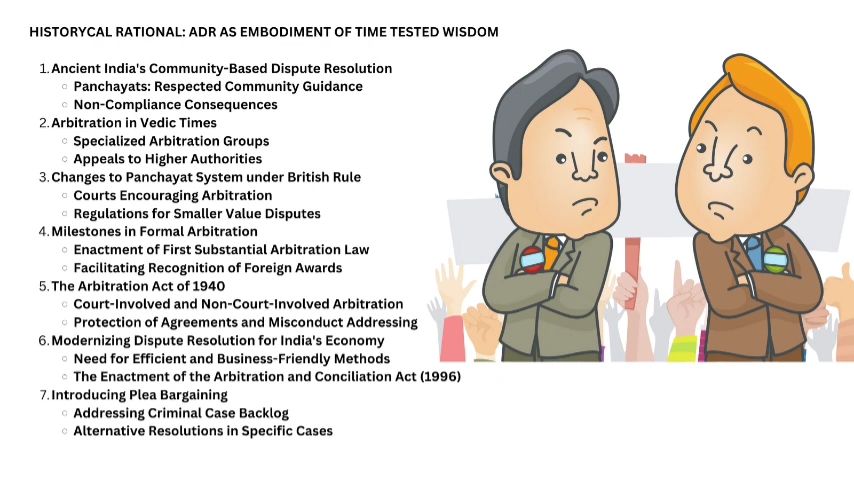 HISTORYCAL RATIONAL: ADR AS EMBODIMENT OF TIME TESTED WISDOM
1. Ancient India's Community-Based Dispute Resolution
○ Panchayats: Respected Community Guidance
○ Non-Compliance Consequences
2. Arbitration in Vedic Times
○ Specialized Arbitration Groups
○ Appeals to Higher Authorities
3. Changes to Panchayat System under British Rule
○ Courts Encouraging Arbitration
○ Regulations for Smaller Value Disputes
4. Milestones in Formal Arbitration
○ Enactment of First Substantial Arbitration Law
○ Facilitating Recognition of Foreign Awards
5. The Arbitration Act of 1940
○ Court-Involved and Non-Court-Involved Arbitration
○ Protection of Agreements and Misconduct Addressing
6. Modernizing Dispute Resolution for India's Economy
○ Need for Efficient and Business-Friendly Methods
○ The Enactment of the Arbitration and Conciliation Act (1996)
7. Introducing Plea Bargaining
○ Addressing Criminal Case Backlog
○ Alternative Resolutions in Specific Cases